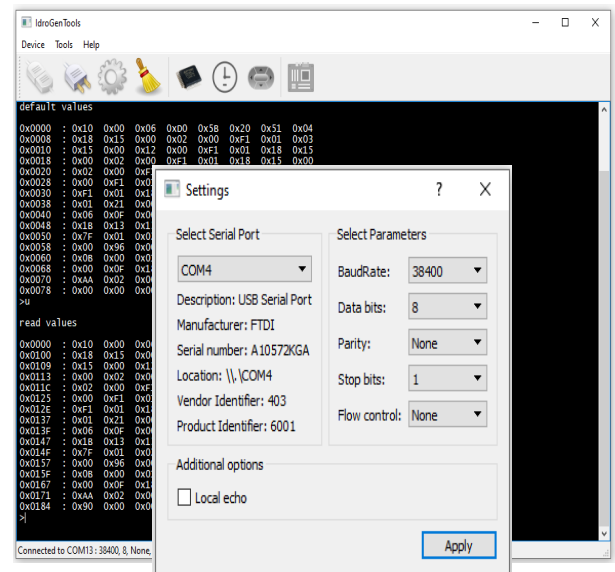 IdroGenTools
Device Tools Help
default values
0x0000 : 0x10 0x00 0x06 0xD0 0x5B 0x20 0x51 0x04
0x0008 : 0x18 0x15 0x00 0x02 0x00 0xF1 0x01 0x03
0x0010 : 0x15 0x00 0x12 0x00 0xF1 0x01 0x18 0x15
0x0018 : 0x00 0x02 0x00 0xF1 0x01 0x18 0x15 0x00
0x0020 : 0x02 0x00
0x0028 : 0x00 0xF1
0x0030 : 0xF1 0x01
0x0038 : 0x01 0x21
0x0040 : 0x06 0x0F
0x0048 : 0x1B 0x13
0x0050 : 0x7F 0x01
0x0058 : 0x00 0x96
0x0060 : 0x0B 0x00
0x0068 : 0x00 0x0F
0x0070 : 0xAA 0x02
0x0078 : 0x00 0x00
>u
read values
0x0000 : 0x10 0x00
0x0100 : 0x18 0x15
0x0109 : 0x15 0x00
0x0113 : 0x00 0x02
0x011C : 0x02 0x00
0x0125 : 0x00 0xF1
0x012E : 0xF1 0x01
0x0137 : 0x01 0x21
0x013F : 0x06 0x0F
0x0147 : 0x1B 0x13
0x014F : 0x7F 0x01
0x0157 : 0x00 0x96
0x015F : 0x0B 0x00
0x0167 : 0x00 0x0F
0x0171 : 0xAA 0x02
0x0184 : 0x90 0x00
>
Connected to COM13 : 38400, 8, None,
Settings ?
Select Serial Port
COM4
Description: USB Serial Port
Manufacturer: FTDI
Serial number: A10572KGA
Location: \\.\COM4
Vendor Identifier: 403
Product Identifier: 6001
Select Parameters
BaudRate: 38400
Data bits: 8
Parity: None
Stop bits: 1
Flow control: None
Additional options
Local echo
Apply